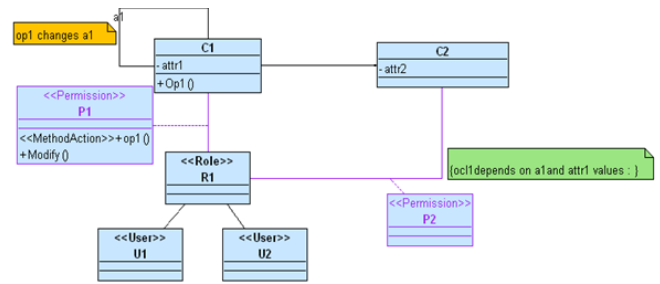 a1
op1 changes a1
C1
- attr1
+ Op1 ()
C2
- attr2
<<Permission>>
P1
<<MethodAction>>+op1 ()
+ Modify ()
<<Role>>
R1
{ocl1depends on a1and attr1 values : }
<<Permission>>
P2
<<User>>
U1
<<User>>
U2